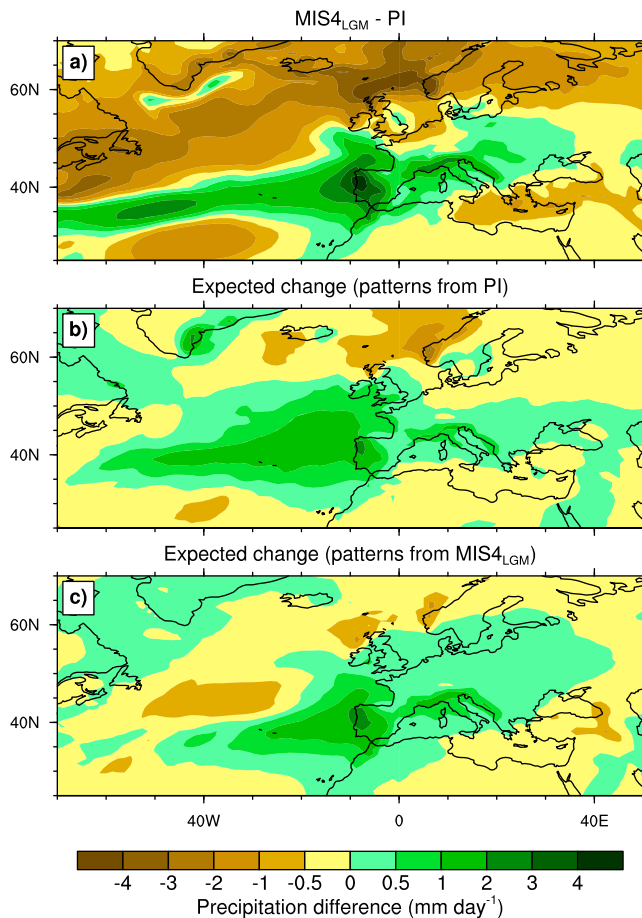 MIS4LGM - PI
a)
60N
40N
Expected change (patterns from PI)
b)
60N
40N
Expected change (patterns from MIS4LGM)
c)
60N
40N
40W 0 40E
-4 -3 -2 -1 -0.5 0 0.5 1 2 3 4
Precipitation difference (mm day-1)